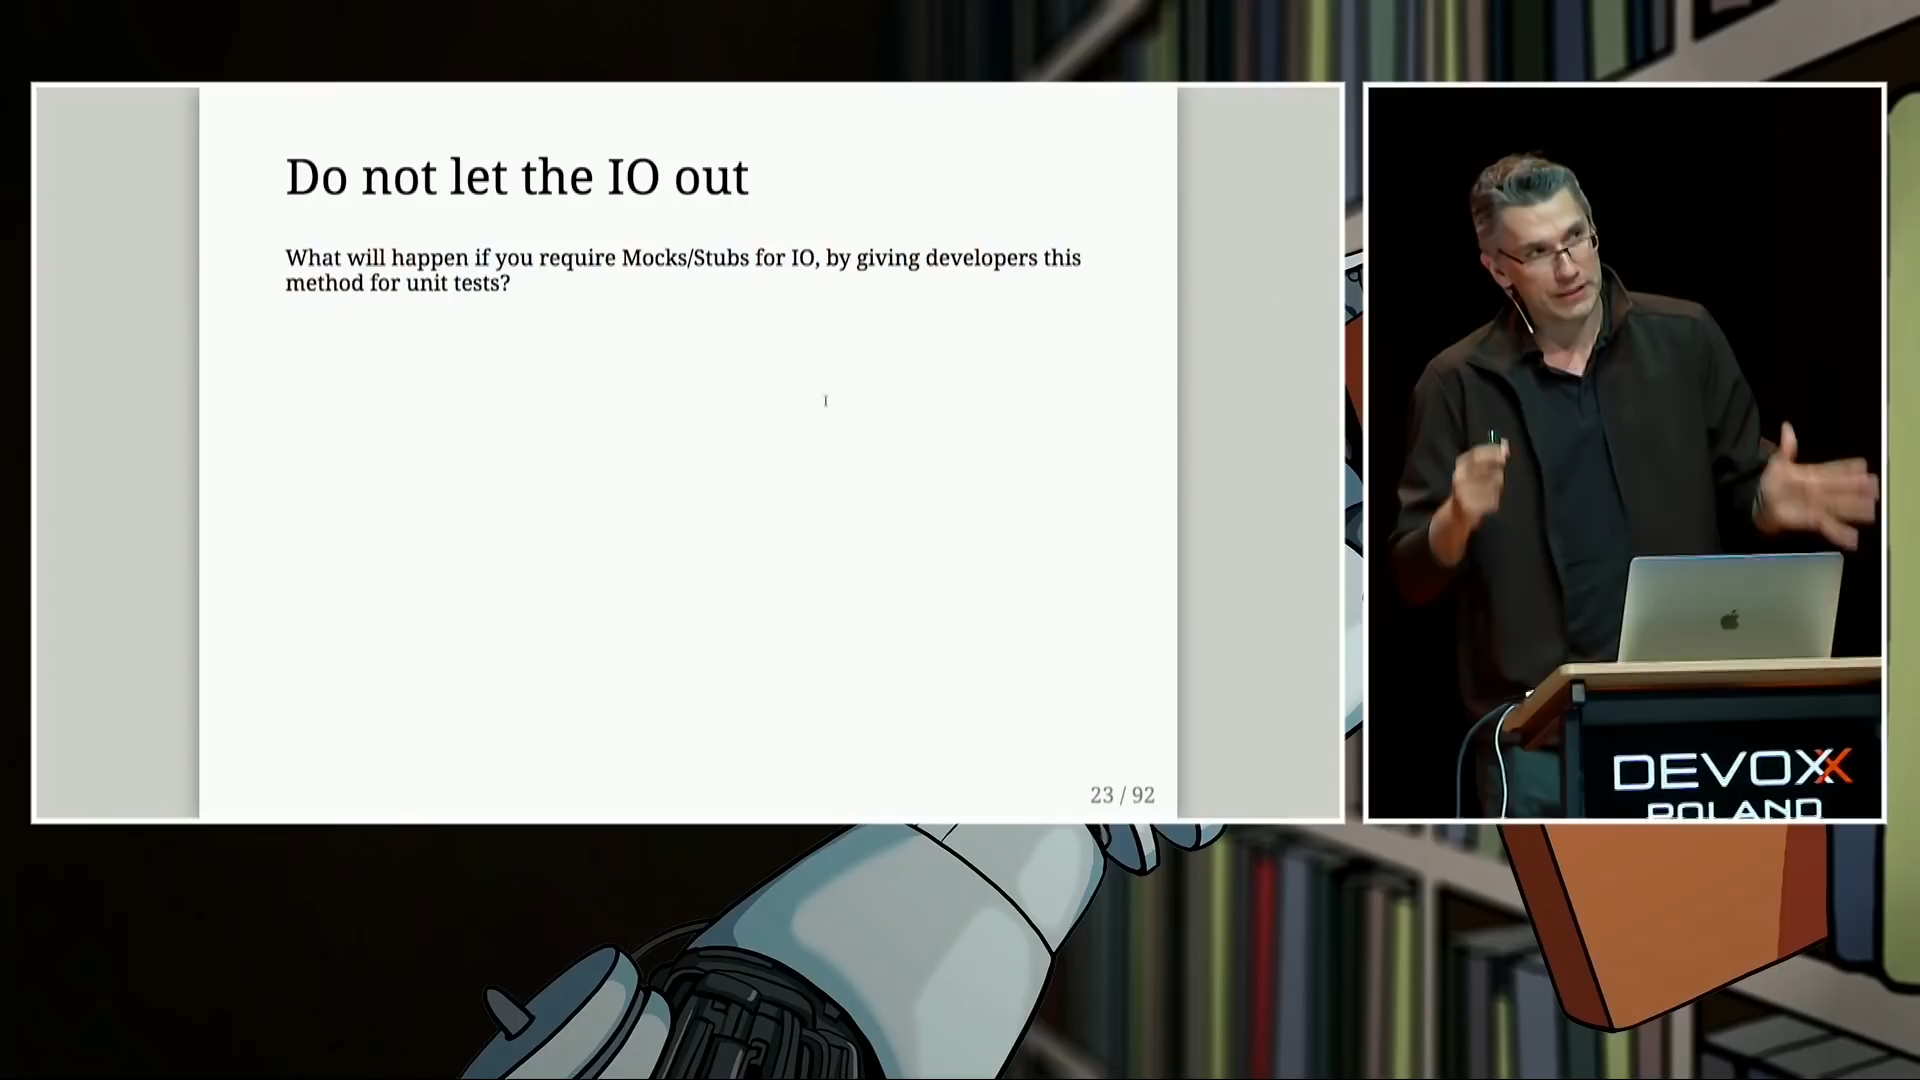 Do not let the IO out
What will happen if you require Mocks/Stubs for IO, by giving developers this
method for unit tests?
23 / 92
DEVOXX
POLAND